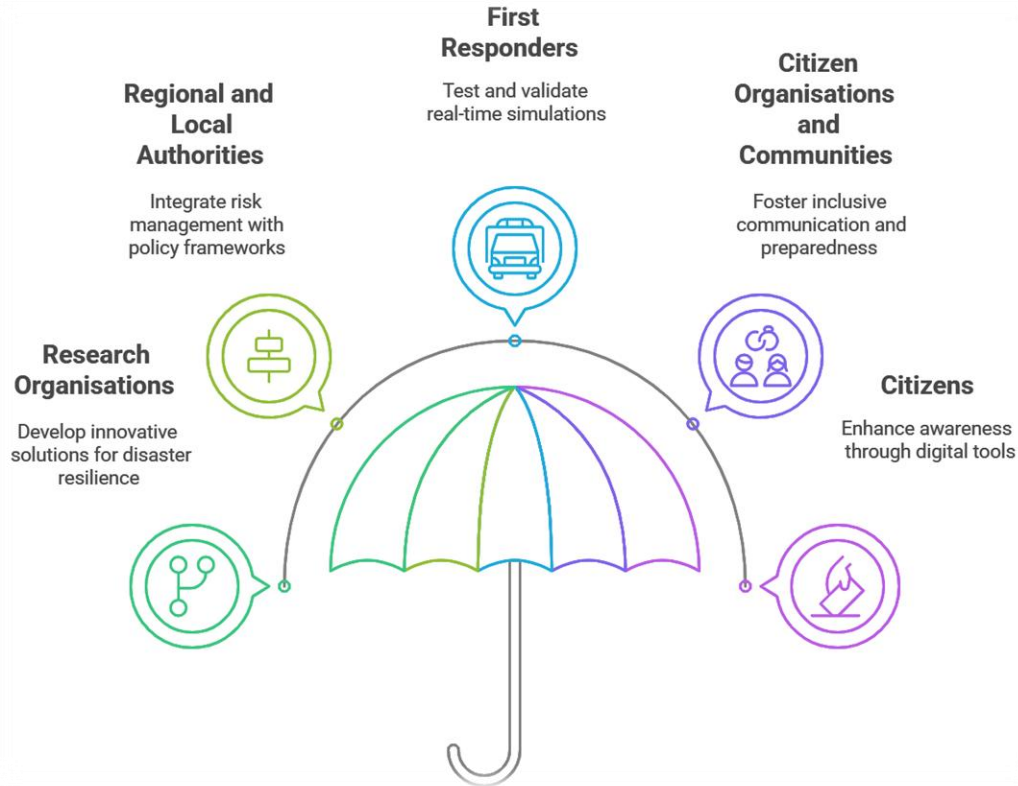 First
Responders
Test and validate
real-time simulations
Regional and
Local
Authorities
Integrate risk
management with
policy frameworks
Citizen
Organisations
and
Communities
Foster inclusive
communication and
preparedness
Research
Organisations
Develop innovative
solutions for disaster
resilience
Citizens
Enhance awareness
through digital tools